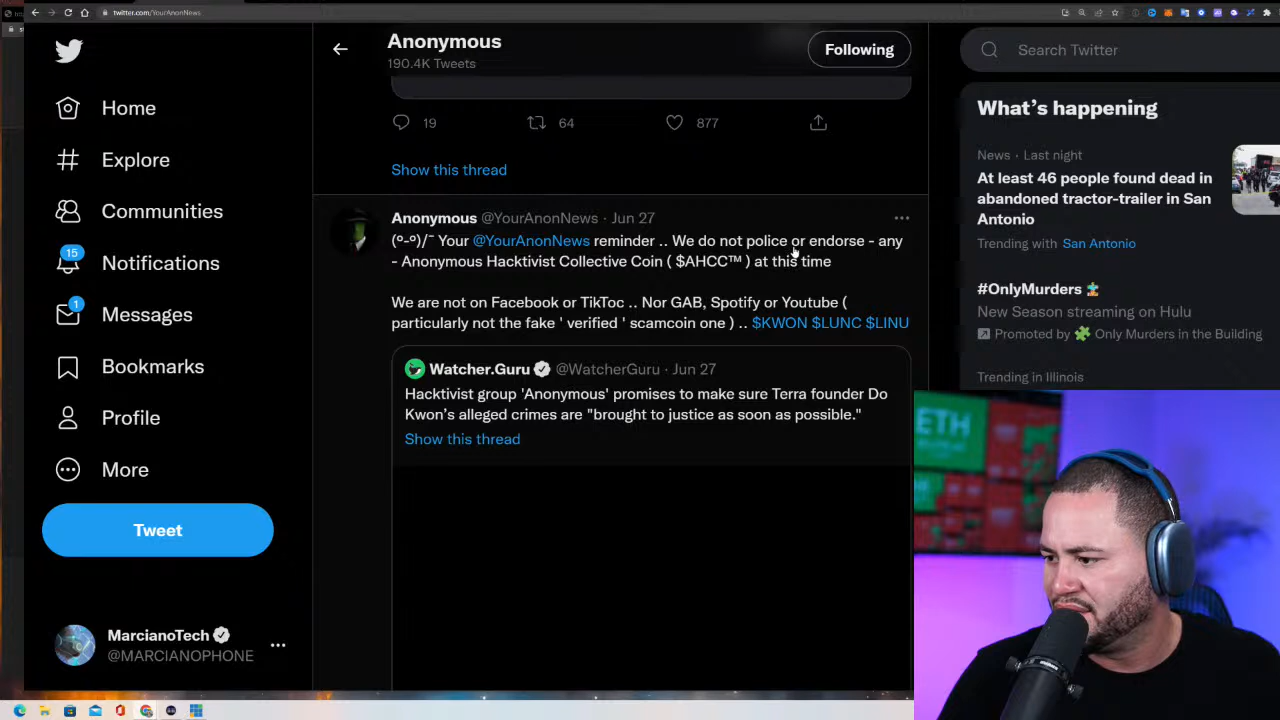 twitter.com/YourAnonNews
Anonymous
190.4K Tweets
Following
Search Twitter
Home
Explore
Communities
15
Notifications
1
Messages
Bookmarks
Profile
More
Tweet
MarcianoTech
@MARCIANOPHONE
19
64
877
Show this thread
Anonymous @YourAnonNews · Jun 27
(º-º)/¯ Your @YourAnonNews reminder .. We do not police or endorse - any
- Anonymous Hacktivist Collective Coin ( $AHCC™ ) at this time
We are not on Facebook or TikToc .. Nor GAB, Spotify or Youtube (
particularly not the fake ' verified ' scamcoin one ) .. $KWON $LUNC $LINU
Watcher.Guru @WatcherGuru · Jun 27
Hacktivist group 'Anonymous' promises to make sure Terra founder Do
Kwon's alleged crimes are "brought to justice as soon as possible."
Show this thread
What's happening
News · Last night
At least 46 people found dead in
abandoned tractor-trailer in San
Antonio
Trending with San Antonio
#OnlyMurders
New Season streaming on Hulu
Promoted by Only Murders in the Building
Trending in Illinois
ETH